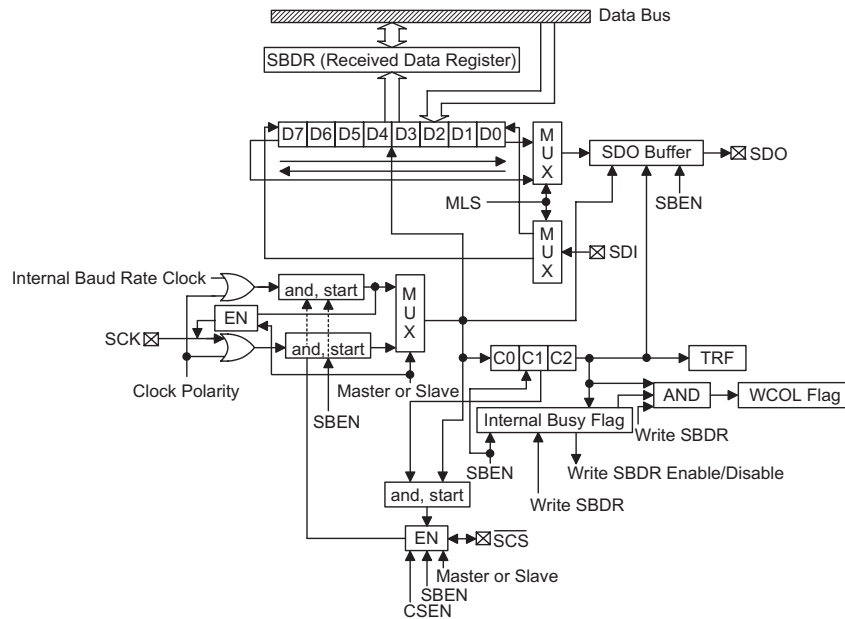 Data Bus
SBDR (Received Data Register)
D7 D6 D5 D4 D3 D2 D1 D0
MUX
SDO Buffer
SDO
MLS
SBEN
MUX
SDI
Internal Baud Rate Clock
and, start
MUX
EN
SCK
and, start
C0 C1 C2
TRF
Clock Polarity
Master or Slave
AND
WCOL Flag
SBEN
Internal Busy Flag
Write SBDR
SBEN
Write SBDR Enable/Disable
and, start
Write SBDR
EN
SCS
Master or Slave
SBEN
CSEN